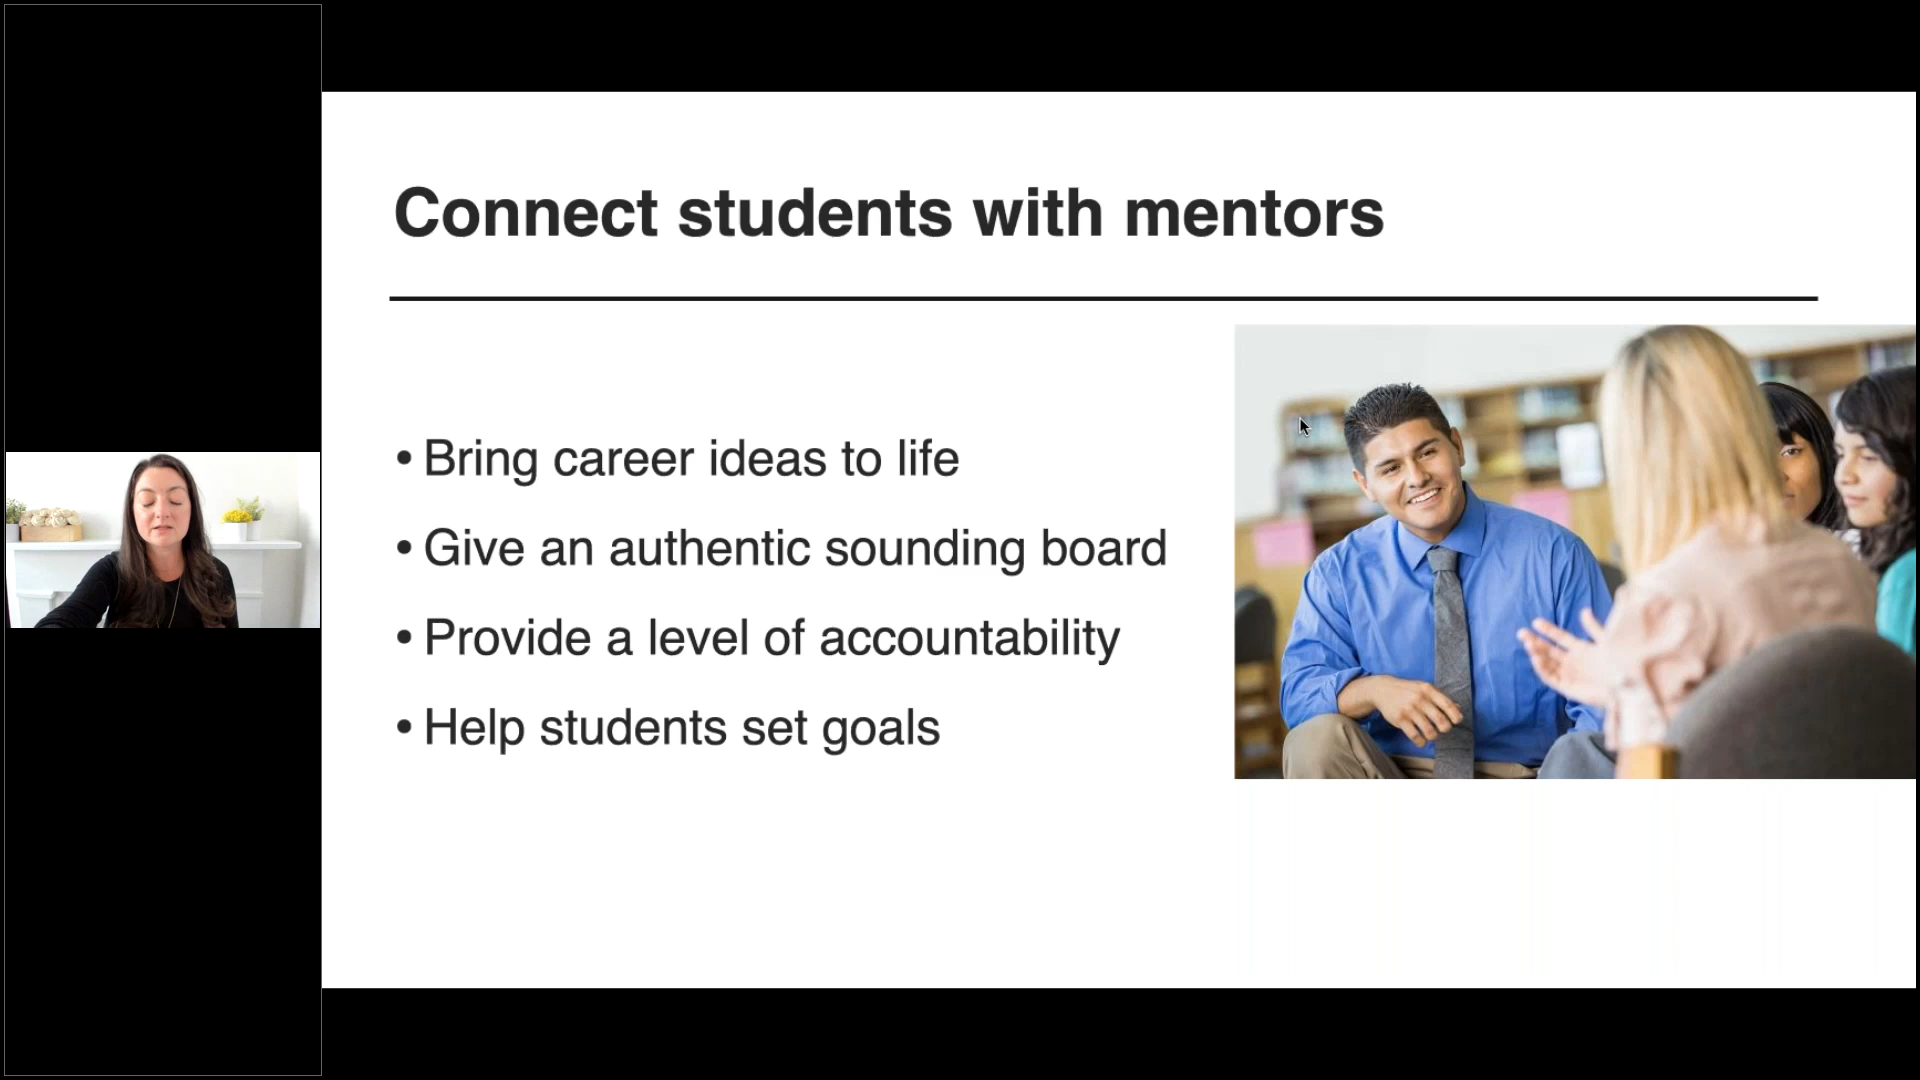 Connect students with mentors
• Bring career ideas to life
• Give an authentic sounding board
• Provide a level of accountability
• Help students set goals